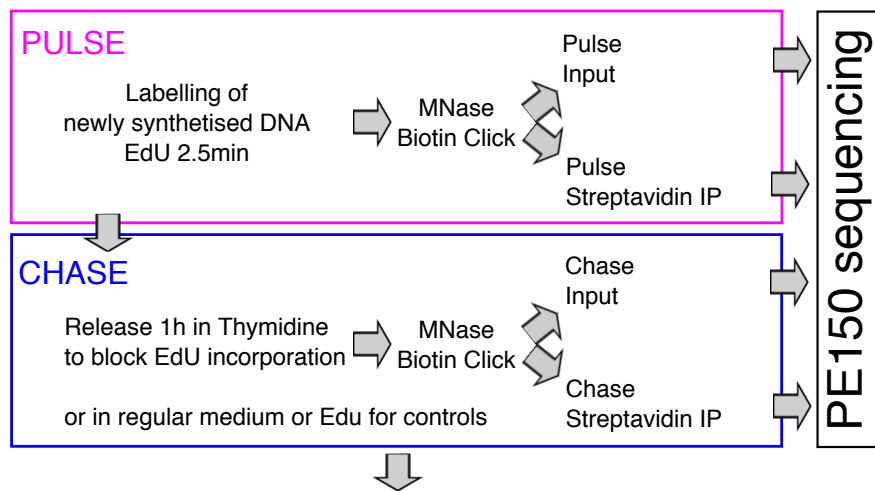 PULSE
Labelling of
newly synthetised DNA
EdU 2.5min
MNase
Biotin Click
Pulse
Input
Pulse
Streptavidin IP
CHASE
Release 1h in Thymidine
to block EdU incorporation
or in regular medium or Edu for controls
MNase
Biotin Click
Chase
Input
Chase
Streptavidin IP
PE150 sequencing